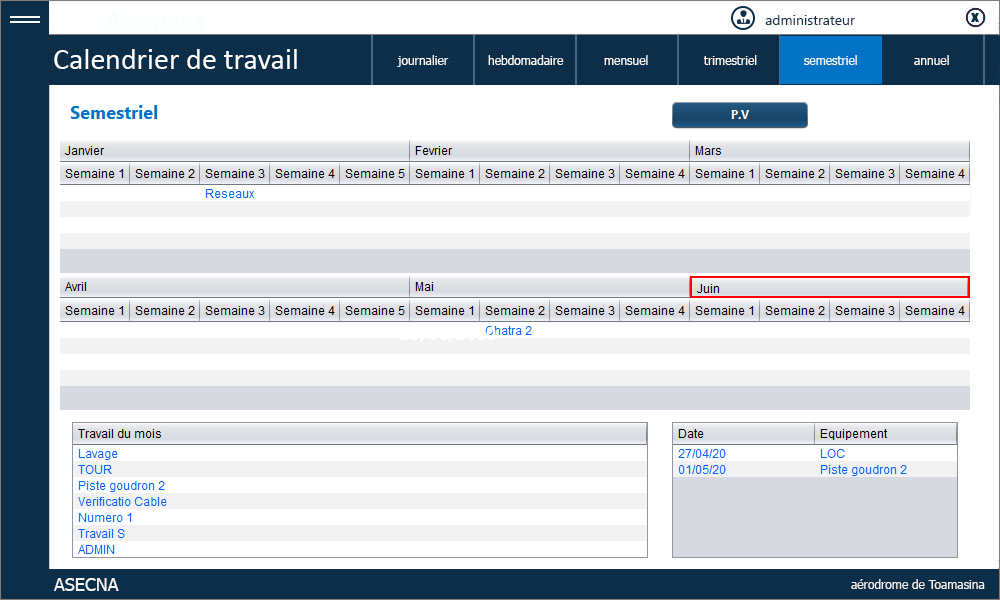 administrateur X
Calendrier de travail journalier hebdomadaire mensuel trimestriel semestriel annuel
Semestriel P.V
Janvier Fevrier Mars
Semaine 1 Semaine 2 Semaine 3 Semaine 4 Semaine 5 Semaine 1 Semaine 2 Semaine 3 Semaine 4 Semaine 1 Semaine 2 Semaine 3 Semaine 4
Reseaux
Avril Mai Juin
Semaine 1 Semaine 2 Semaine 3 Semaine 4 Semaine 5 Semaine 1 Semaine 2 Semaine 3 Semaine 4 Semaine 1 Semaine 2 Semaine 3 Semaine 4
Chatra 2
Travail du mois Date Equipement
Lavage 27/04/20 LOC
TOUR 01/05/20 Piste goudron 2
Piste goudron 2
Verificatio Cable
Numero 1
Travail S
ADMIN
ASECNA aérodrome de Toamasina